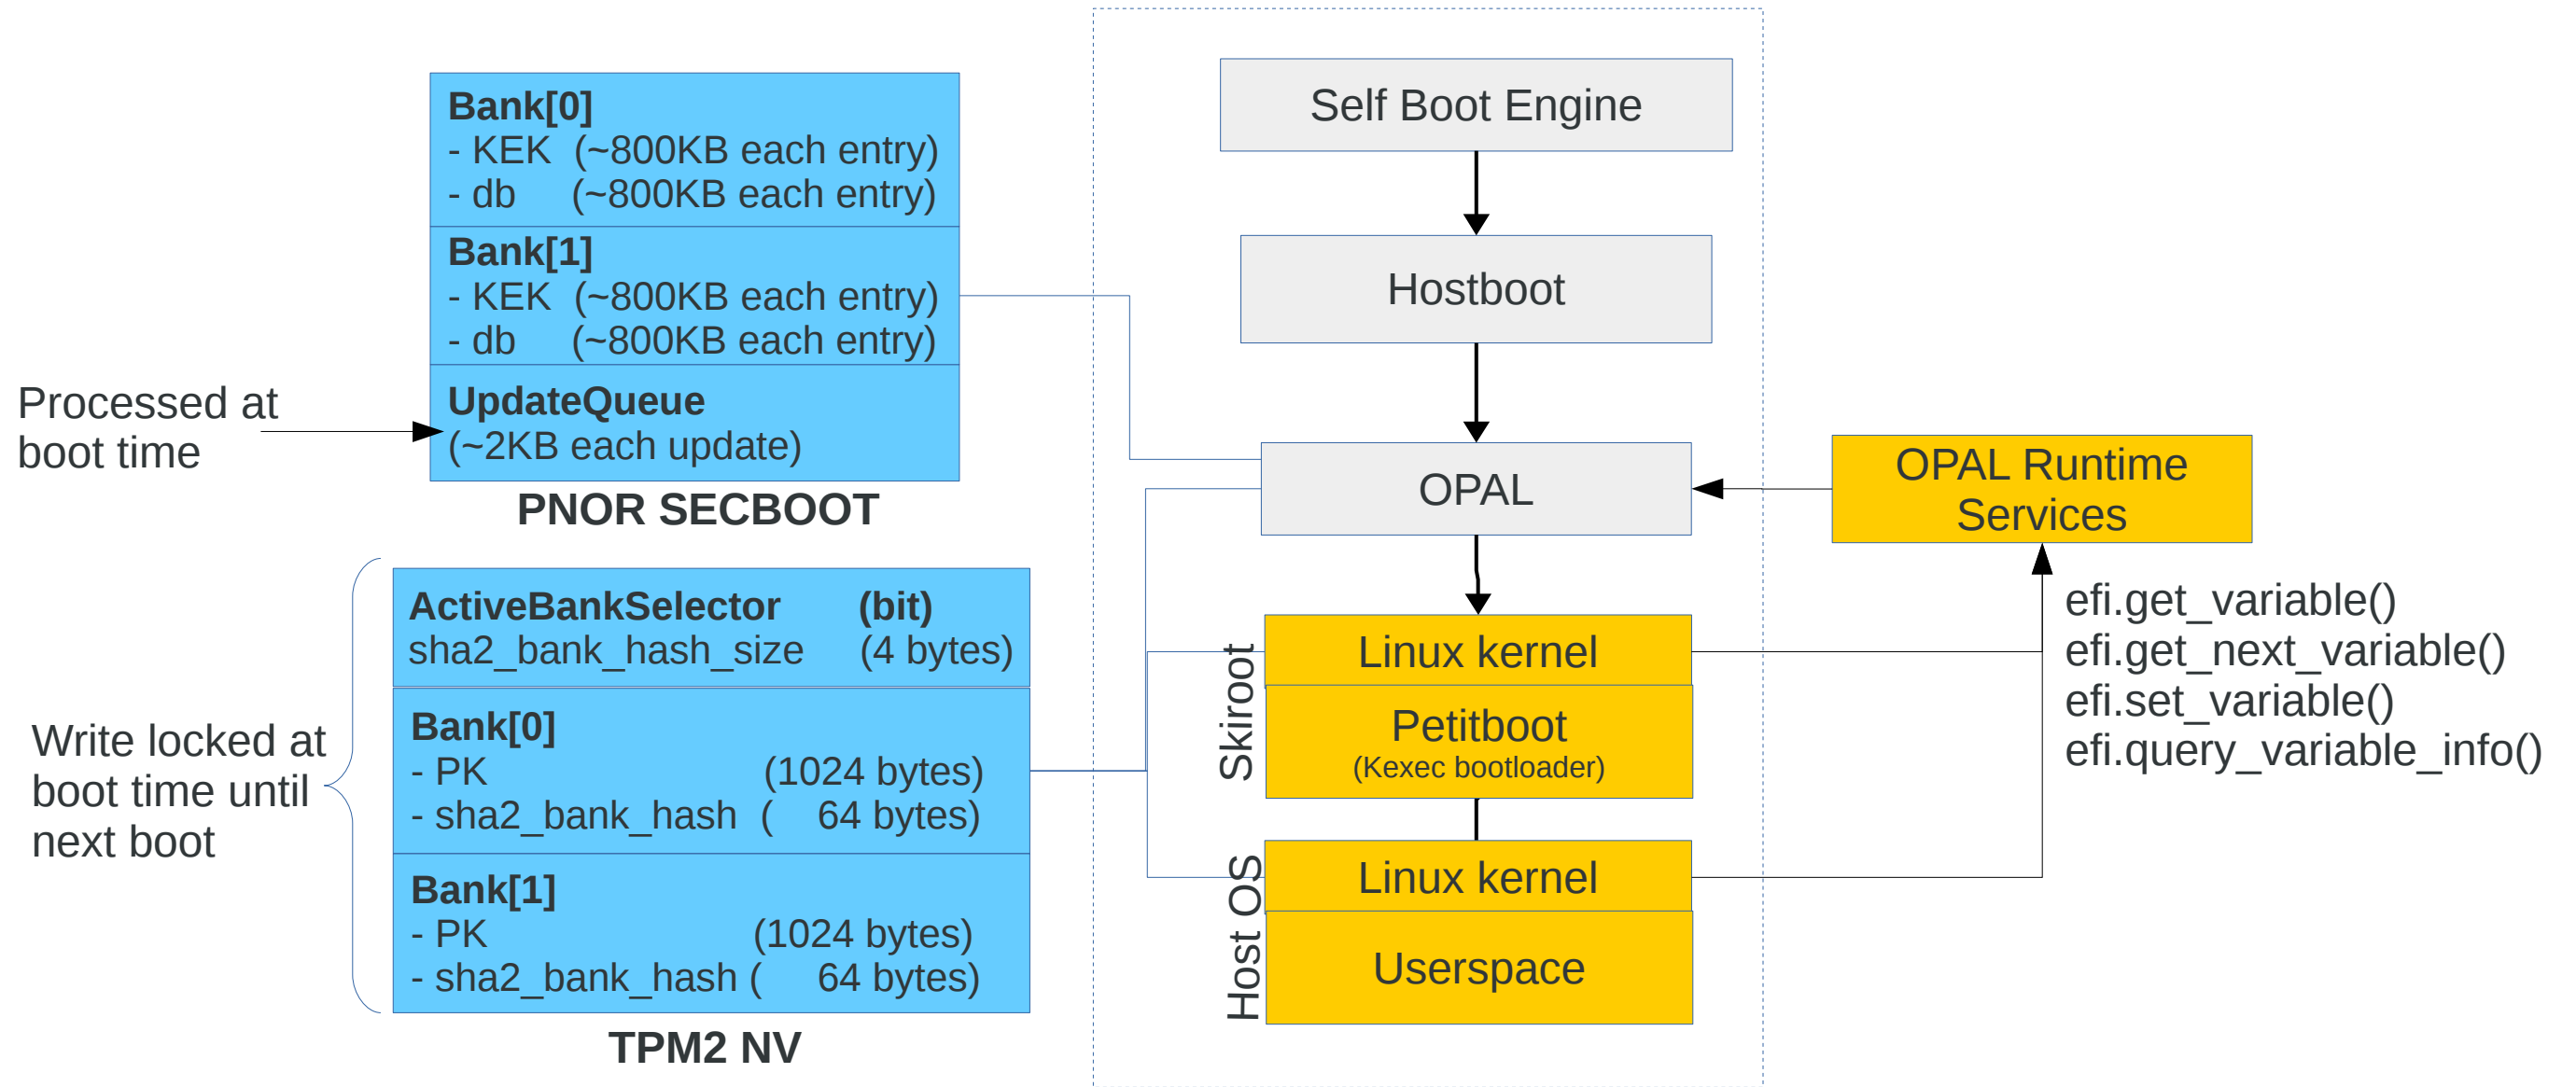 Bank[0]
- KEK (~800KB each entry)
- db (~800KB each entry)
Bank[1]
- KEK (~800KB each entry)
- db (~800KB each entry)
UpdateQueue
(~2KB each update)
PNOR SECBOOT
Processed at
boot time
ActiveBankSelector (bit)
sha2_bank_hash_size (4 bytes)
Bank[0]
- PK (1024 bytes)
- sha2_bank_hash ( 64 bytes)
Bank[1]
- PK (1024 bytes)
- sha2_bank_hash ( 64 bytes)
TPM2 NV
Write locked at
boot time until
next boot
Self Boot Engine
Hostboot
OPAL
Skiroot
Linux kernel
Petitboot
(Kexec bootloader)
Host OS
Linux kernel
Userspace
OPAL Runtime
Services
efi.get_variable()
efi.get_next_variable()
efi.set_variable()
efi.query_variable_info()